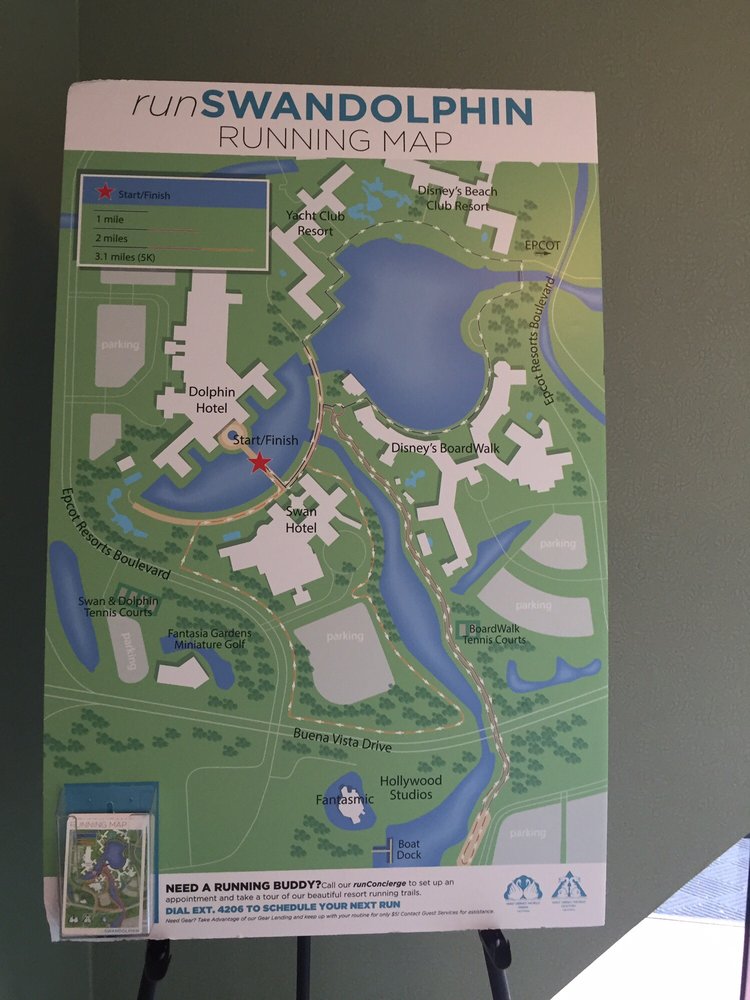 runSWANDOLPHIN
RUNNING MAP
Start/Finish
1 mile
2 miles
3.1 miles (5K)
Yacht Club
Resort
Disney's Beach
Club Resort
EPCOT
Epcot Resorts Boulevard
parking
Dolphin
Hotel
Start/Finish
Disney's BoardWalk
Swan
Hotel
Epcot Resorts Boulevard
parking
parking
Swan & Dolphin
Tennis Courts
parking
Fantasia Gardens
Miniature Golf
parking
BoardWalk
Tennis Courts
Buena Vista Drive
Hollywood
Studios
Fantasmic
Boat
Dock
parking
RUNNING MAP
SWANDOLPHIN
NEED A RUNNING BUDDY? Call our runConcierge to set up an
appointment and take a tour of our beautiful resort running trails.
DIAL EXT. 4206 TO SCHEDULE YOUR NEXT RUN
Need Gear? Take Advantage of our Gear Lending and keep up with your routine for only $5! Contact Guest Services for assistance.